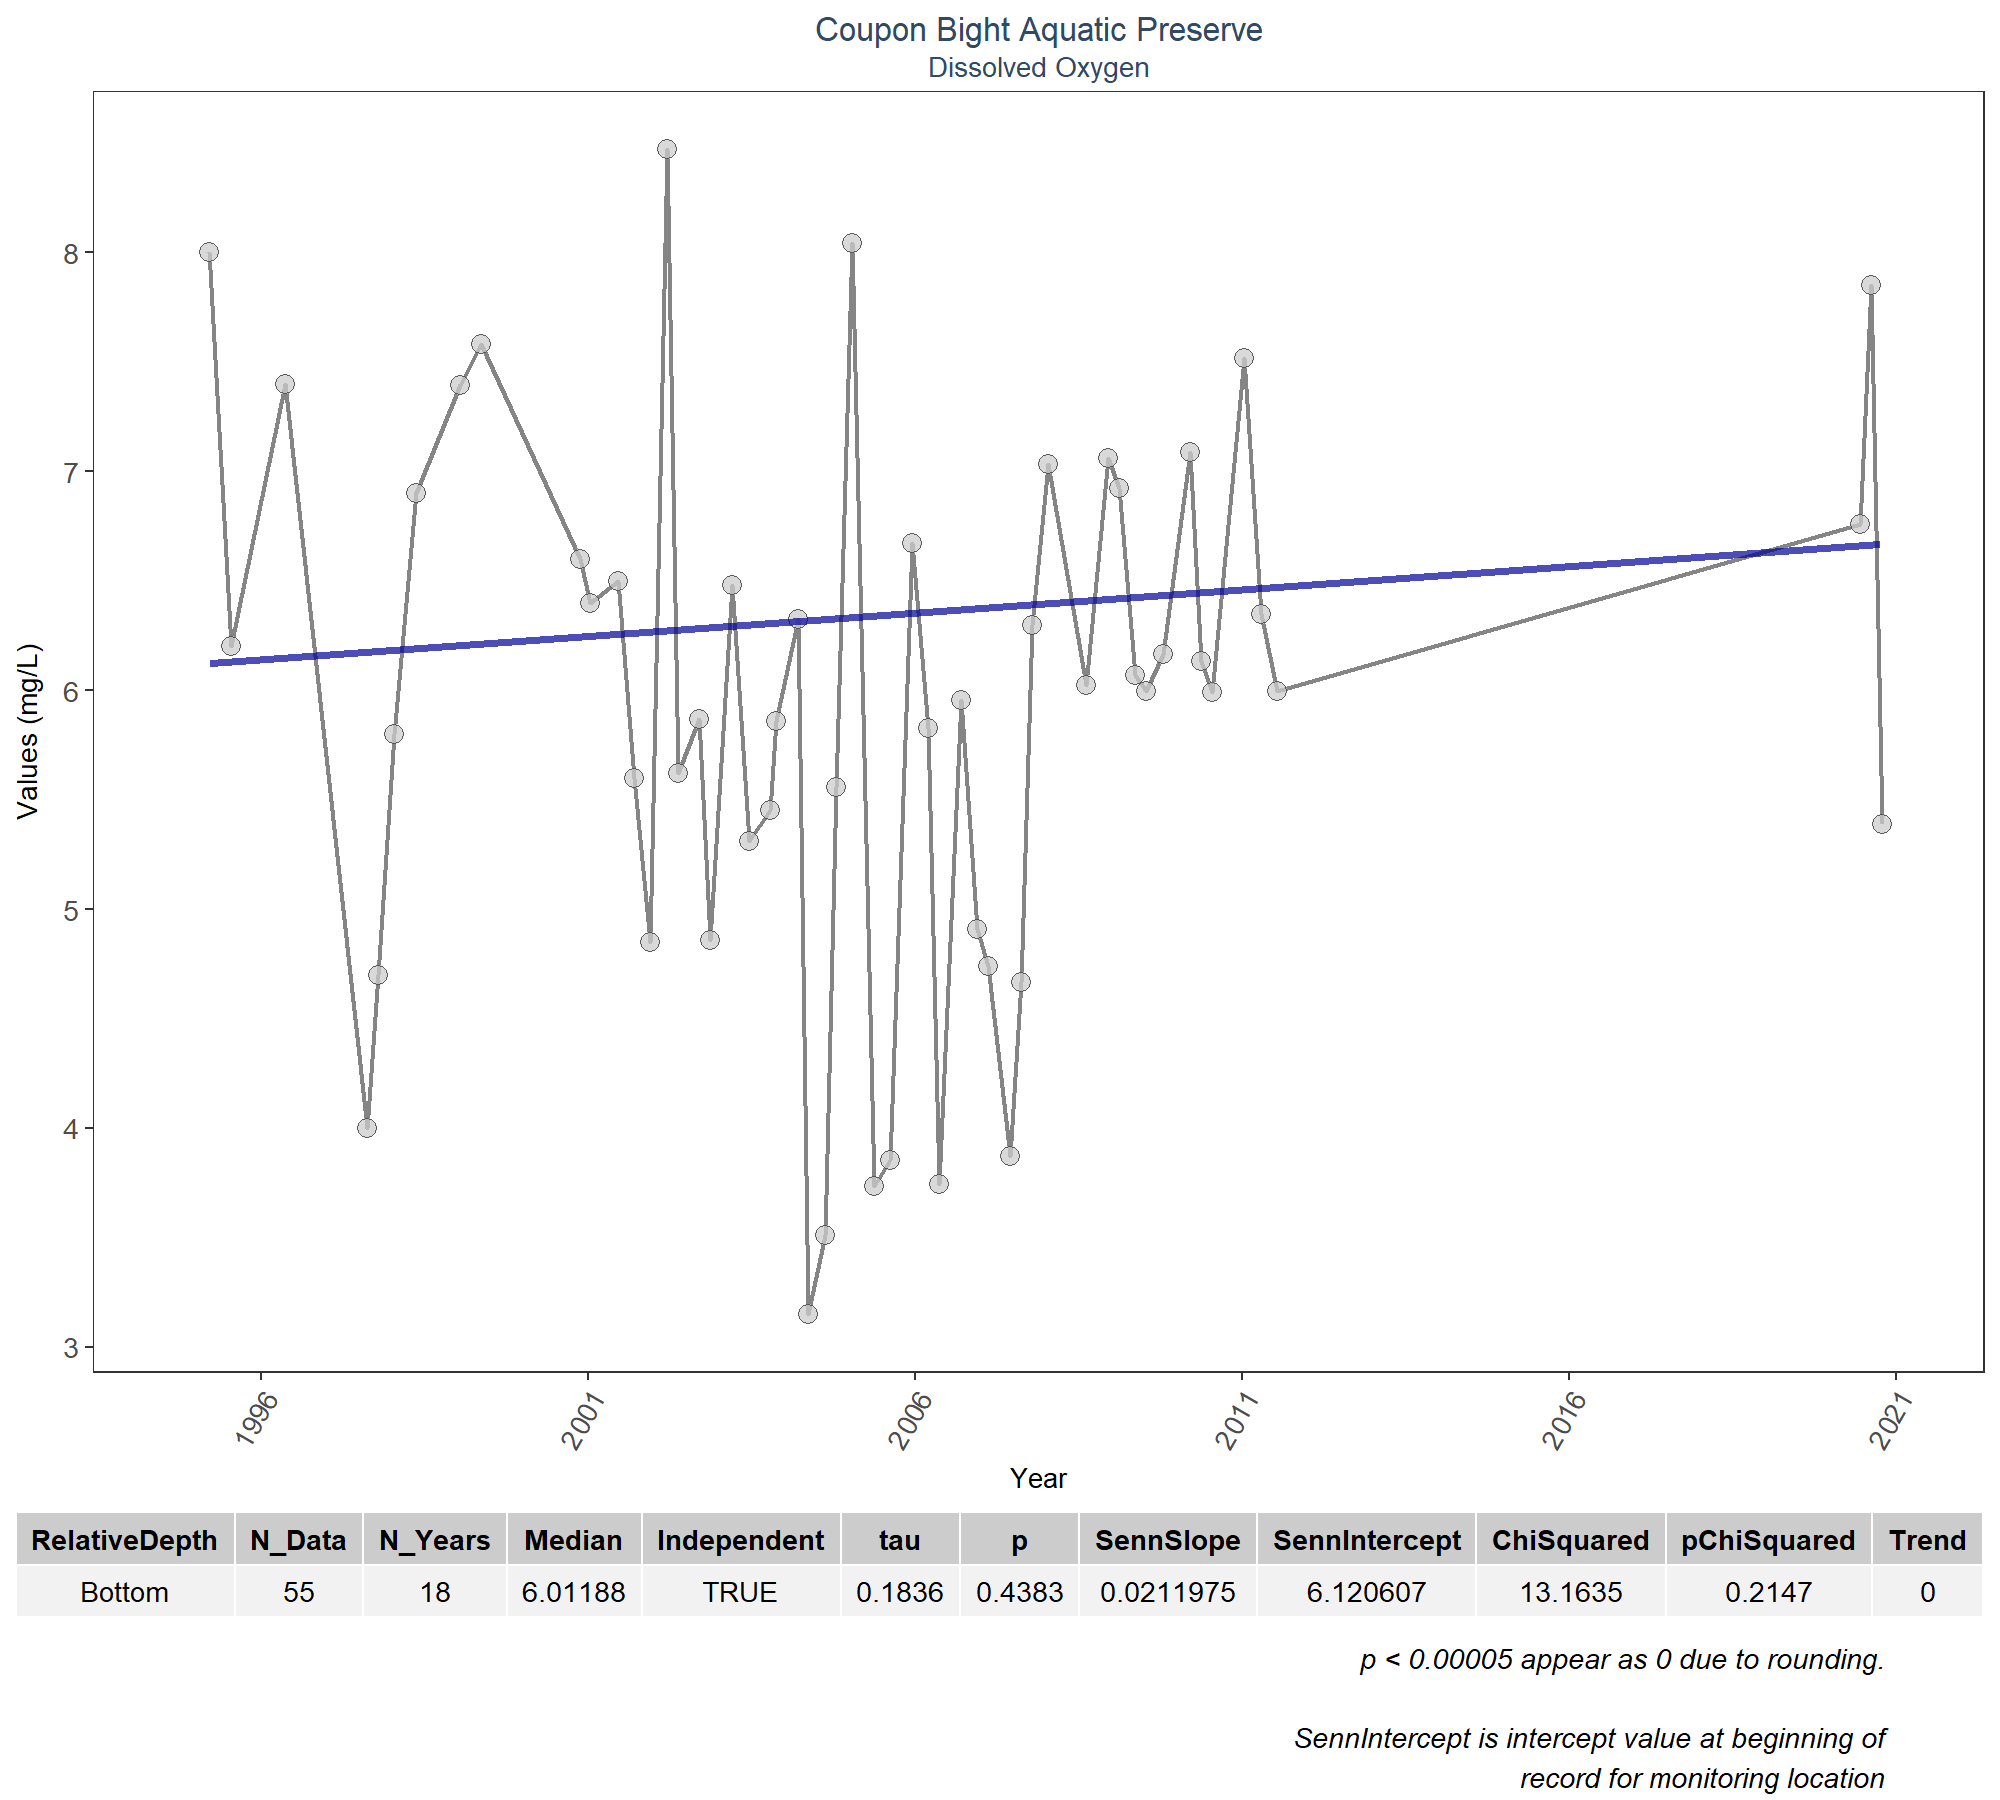 Coupon Bight Aquatic Preserve
Dissolved Oxygen
8
7
6
5
4
3
Values (mg/L)
1996 2001 2006 2011 2016 2021
Year
RelativeDepth N_Data N_Years Median Independent tau p SennSlope SennIntercept ChiSquared pChiSquared Trend
Bottom 55 18 6.01188 TRUE 0.1836 0.4383 0.0211975 6.120607 13.1635 0.2147 0
p < 0.00005 appear as 0 due to rounding.
SennIntercept is intercept value at beginning of
record for monitoring location